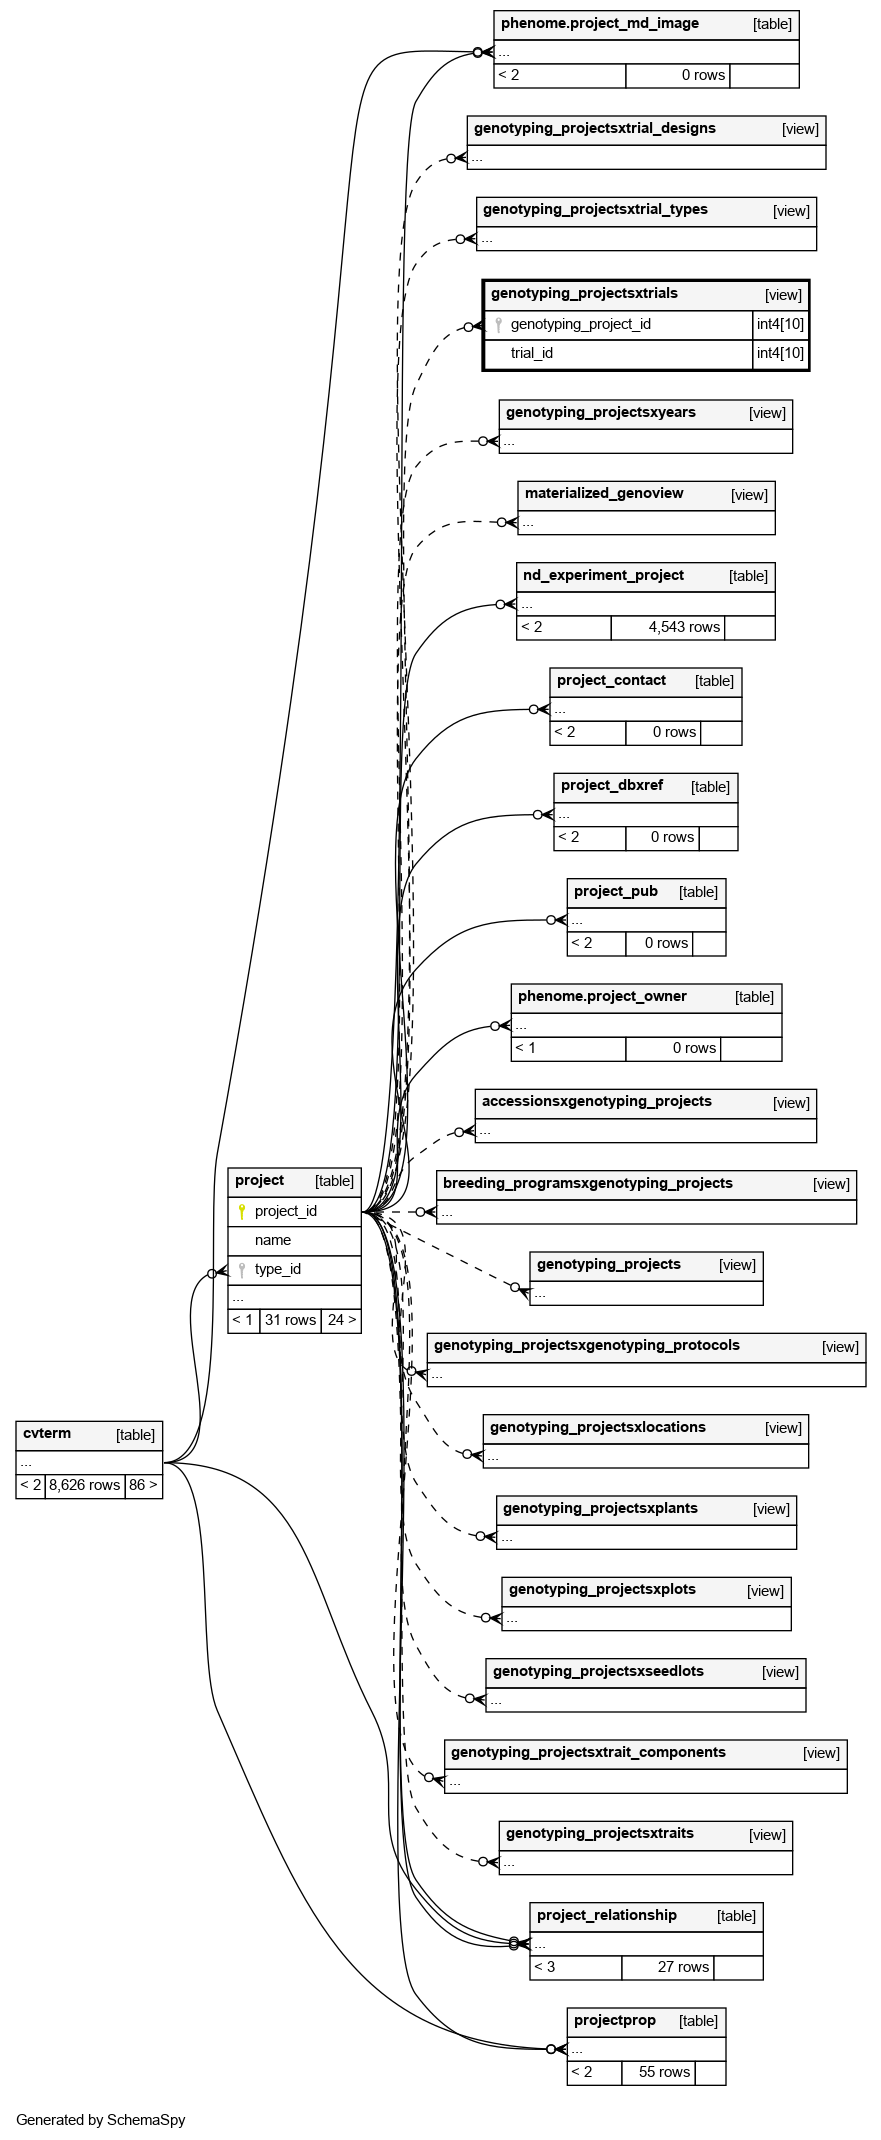 phenome.project_md_image [table]
...
< 2 0 rows
genotyping_projectsxtrial_designs [view]
...
genotyping_projectsxtrial_types [view]
...
genotyping_projectsxtrials [view]
genotyping_project_id int4[10]
trial_id int4[10]
genotyping_projectsxyears [view]
...
materialized_genoview [view]
...
nd_experiment_project [table]
...
< 2 4,543 rows
project_contact [table]
...
< 2 0 rows
project_dbxref [table]
...
< 2 0 rows
project_pub [table]
...
< 2 0 rows
phenome.project_owner [table]
...
< 1 0 rows
accessionsxgenotyping_projects [view]
...
breeding_programsxgenotyping_projects [view]
...
project [table]
project_id
name
type_id
...
< 1 31 rows 24 >
genotyping_projects [view]
...
genotyping_projectsxgenotyping_protocols [view]
...
cvterm [table]
...
< 2 8,626 rows 86 >
genotyping_projectsxlocations [view]
...
genotyping_projectsxplants [view]
...
genotyping_projectsxplots [view]
...
genotyping_projectsxseedlots [view]
...
genotyping_projectsxtrait_components [view]
...
genotyping_projectsxtraits [view]
...
project_relationship [table]
...
< 3 27 rows
projectprop [table]
...
< 2 55 rows
Generated by SchemaSpy